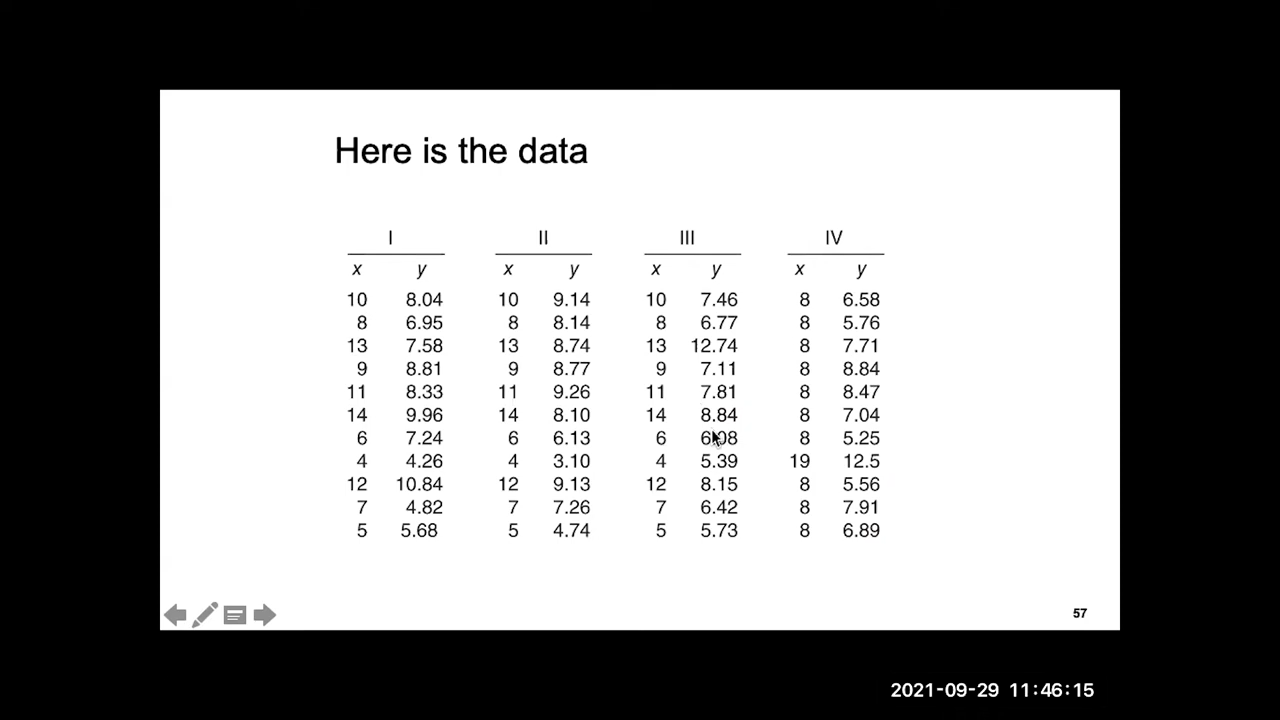 Here is the data
I II III IV
x y x y x y x y
10 8.04 10 9.14 10 7.46 8 6.58
8 6.95 8 8.14 8 6.77 8 5.76
13 7.58 13 8.74 13 12.74 8 7.71
9 8.81 9 8.77 9 7.11 8 8.84
11 8.33 11 9.26 11 7.81 8 8.47
14 9.96 14 8.10 14 8.84 8 7.04
6 7.24 6 6.13 6 6.08 8 5.25
4 4.26 4 3.10 4 5.39 19 12.5
12 10.84 12 9.13 12 8.15 8 5.56
7 4.82 7 7.26 7 6.42 8 7.91
5 5.68 5 4.74 5 5.73 8 6.89
57
2021-09-29 11:46:15